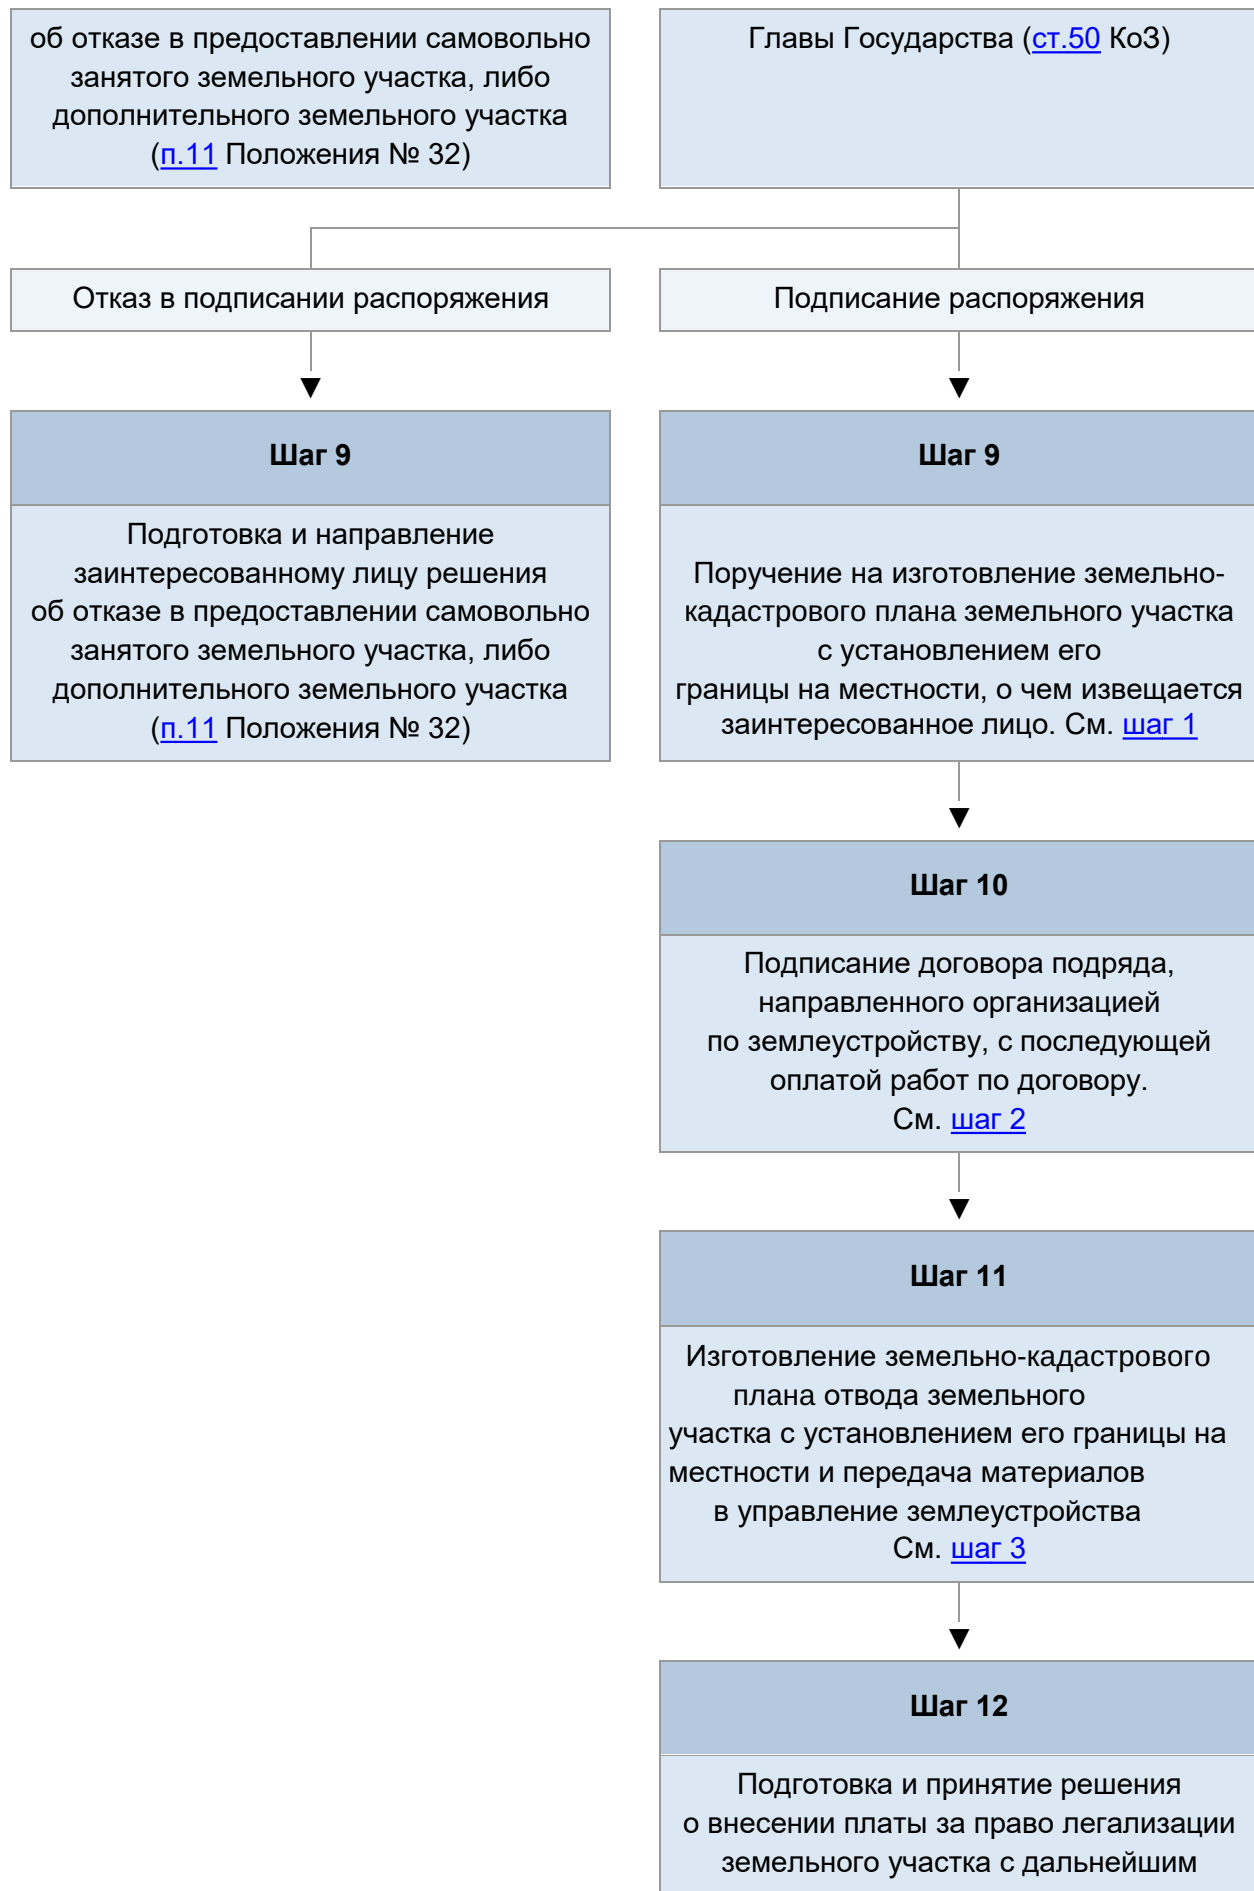 об отказе в предоставлении самовольно
занятого земельного участка, либо
дополнительного земельного участка
(п.11 Положения № 32)
Главы Государства (ст.50 КоЗ)
Отказ в подписании распоряжения
Подписание распоряжения
Шаг 9
Подготовка и направление
заинтересованному лицу решения
об отказе в предоставлении самовольно
занятого земельного участка, либо
дополнительного земельного участка
(п.11 Положения № 32)
Шаг 9
Поручение на изготовление земельно-
кадастрового плана земельного участка
с установлением его
границы на местности, о чем извещается
заинтересованное лицо. См. шаг 1
Шаг 10
Подписание договора подряда,
направленного организацией
по землеустройству, с последующей
оплатой работ по договору.
См. шаг 2
Шаг 11
Изготовление земельно-кадастрового
плана отвода земельного
участка с установлением его границы на
местности и передача материалов
в управление землеустройства
См. шаг 3
Шаг 12
Подготовка и принятие решения
о внесении платы за право легализации
земельного участка с дальнейшим